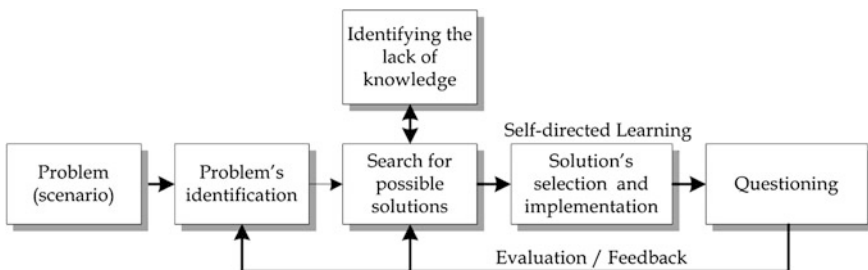 Identifying the
lack of
knowledge
Self-directed Learning
Problem
(scenario)
Problem's
identification
Search for
possible
solutions
Solution's
selection and
implementation
Questioning
Evaluation / Feedback